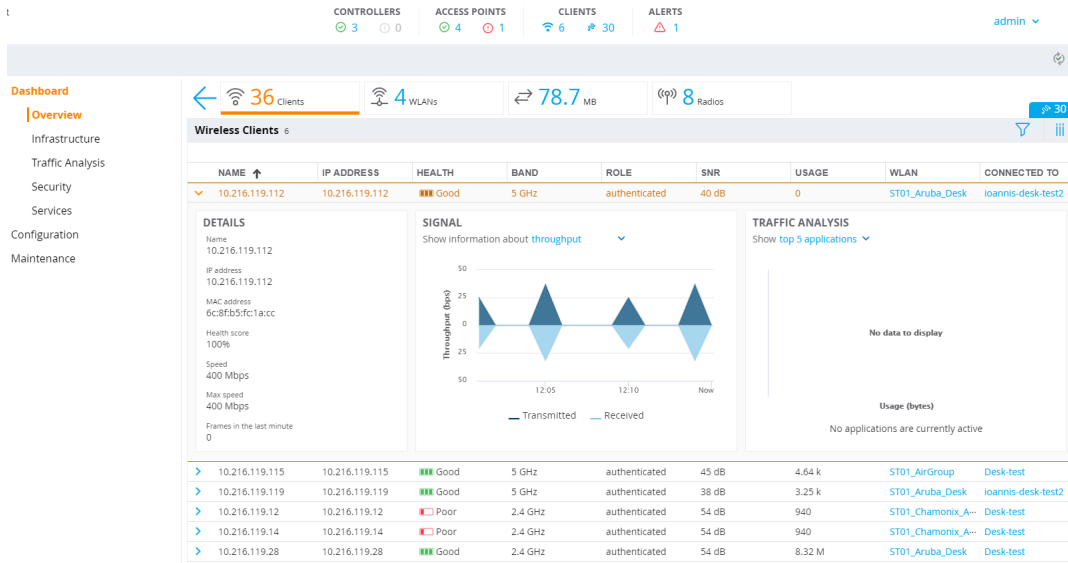 CONTROLLERS ACCESS POINTS CLIENTS ALERTS
3 0 4 1 6 30 1 admin
Dashboard
Overview
Infrastructure
Traffic Analysis
Security
Services
Configuration
Maintenance
36 Clients 4 WLANs 78.7 MB 8 Radios
30
Wireless Clients 6
NAME IP ADDRESS HEALTH BAND ROLE SNR USAGE WLAN CONNECTED TO
10.216.119.112 10.216.119.112 Good 5 GHz authenticated 40 dB 0 ST01_Aruba_Desk ioannis-desk-test2
DETAILS
Name
10.216.119.112
IP address
10.216.119.112
MAC address
6c:8f:b5:fc:1a:cc
Health score
100%
Speed
400 Mbps
Max speed
400 Mbps
Frames in the last minute
0
SIGNAL
Show information about throughput
Throughput (bps)
50
25
0
25
50
12:05 12:10 Now
Transmitted Received
TRAFFIC ANALYSIS
Show top 5 applications
No data to display
Usage (bytes)
No applications are currently active
10.216.119.115 10.216.119.115 Good 5 GHz authenticated 45 dB 4.64 k ST01_AirGroup Desk-test
10.216.119.119 10.216.119.119 Good 5 GHz authenticated 38 dB 3.25 k ST01_Aruba_Desk ioannis-desk-test2
10.216.119.12 10.216.119.12 Poor 2.4 GHz authenticated 54 dB 940 ST01_Chamonix_A··· Desk-test
10.216.119.14 10.216.119.14 Poor 2.4 GHz authenticated 54 dB 940 ST01_Chamonix_A··· Desk-test
10.216.119.28 10.216.119.28 Good 2.4 GHz authenticated 54 dB 8.32 M ST01_Aruba_Desk Desk-test